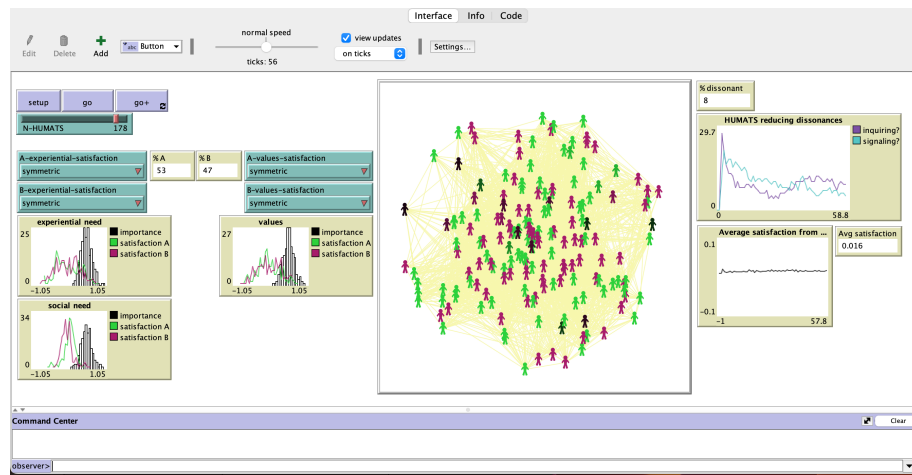 Interface Info Code
Edit Delete Add abc Button normal speed view updates on ticks Settings...
ticks: 56
setup go go+
N-HUMATS 178
A-experiential-satisfaction symmetric
% A 53
% B 47
A-values-satisfaction symmetric
B-experiential-satisfaction symmetric
B-values-satisfaction symmetric
experiential need
25
0
-1.05 1.05
importance
satisfaction A
satisfaction B
values
27
0
-1.05 1.05
importance
satisfaction A
satisfaction B
social need
34
0
-1.05 1.05
importance
satisfaction A
satisfaction B
% dissonant
8
HUMATS reducing dissonances
29.7
0
0 58.8
inquiring?
signaling?
Average satisfaction from ...
0.1
-0.1
-1 57.8
Avg satisfaction
0.016
Command Center
Clear
observer>